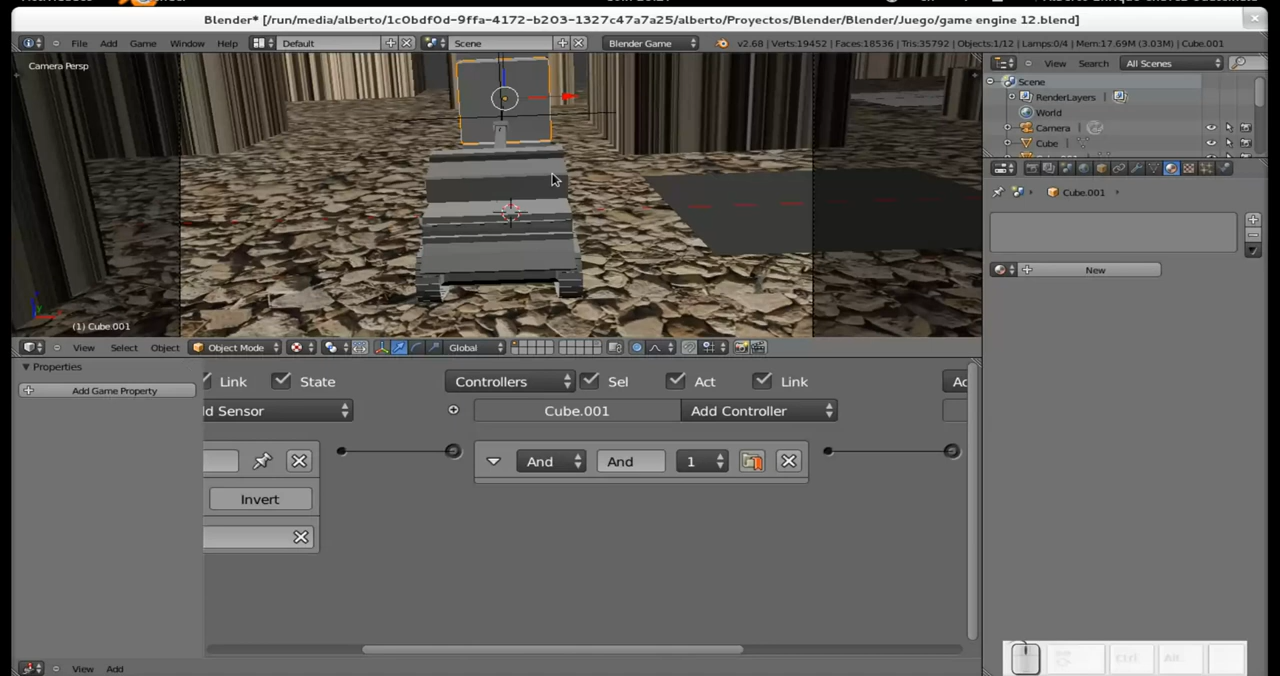 Blender* [/run/media/alberto/1c0bdf0d-9ffa-4172-b203-1327c47a7a25/alberto/Proyectos/Blender/Blender/Juego/game engine 12.blend]
File Add Game Window Help Default Scene Blender Game v2.68 | Verts:19452 | Faces:18536 | Tris:35792 | Objects:1/12 | Lamps:0/4 | Mem:17.69M (3.03M) | Cube.001
Camera Persp
View Search All Scenes
Scene
RenderLayers
World
Camera
Cube
Cube.001
New
(1) Cube.001
View Select Object Object Mode Global
Properties
Add Game Property
Link State Controllers Sel Act Link
d Sensor Cube.001 Add Controller
And And 1
Invert
View Add
Ctrl Alt